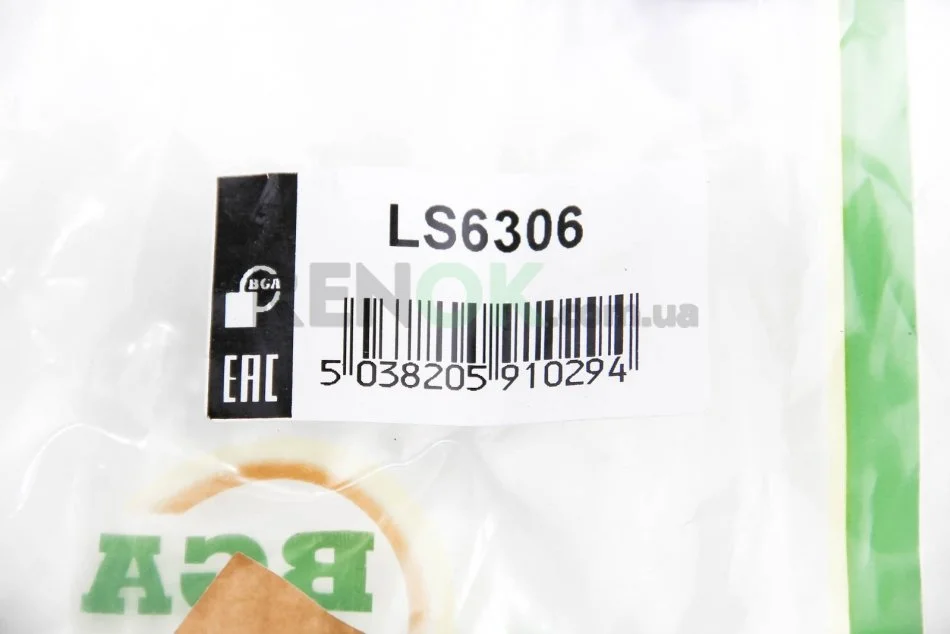 LS6306
BGA
RENOK.com.ua
EAC
5 038205 910294
BGA